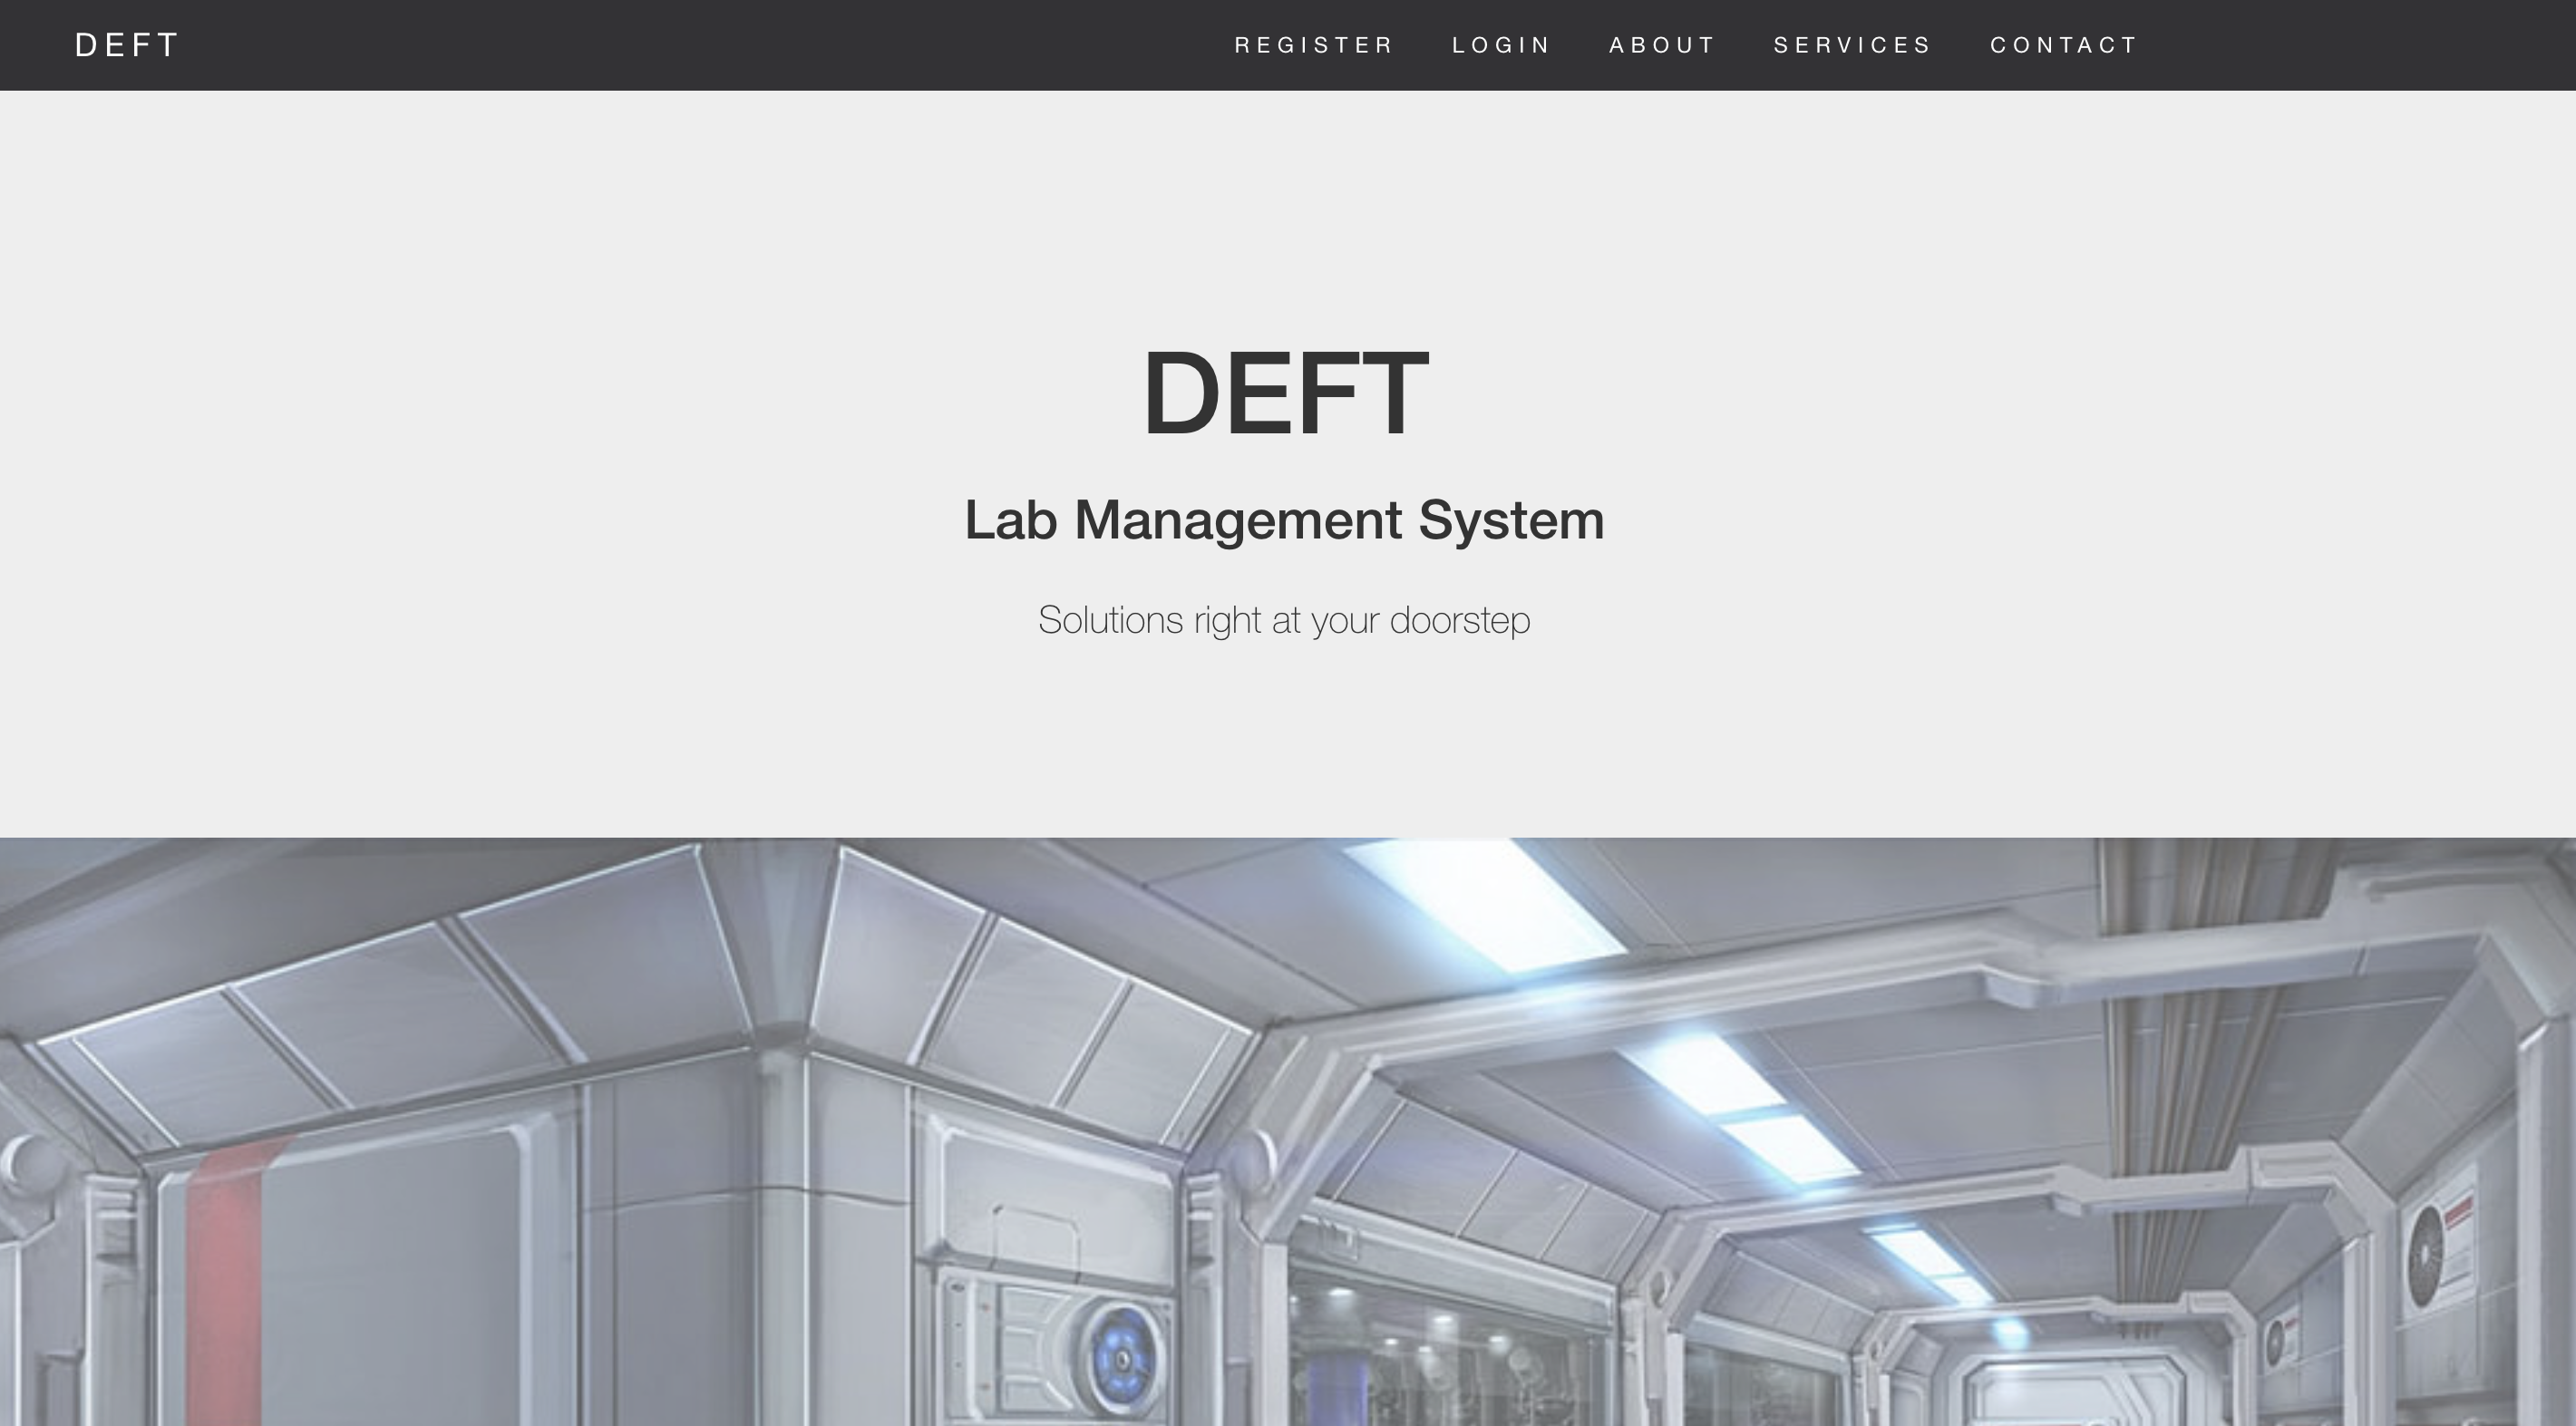 DEFT
REGISTER LOGIN ABOUT SERVICES CONTACT
DEFT
Lab Management System
Solutions right at your doorstep